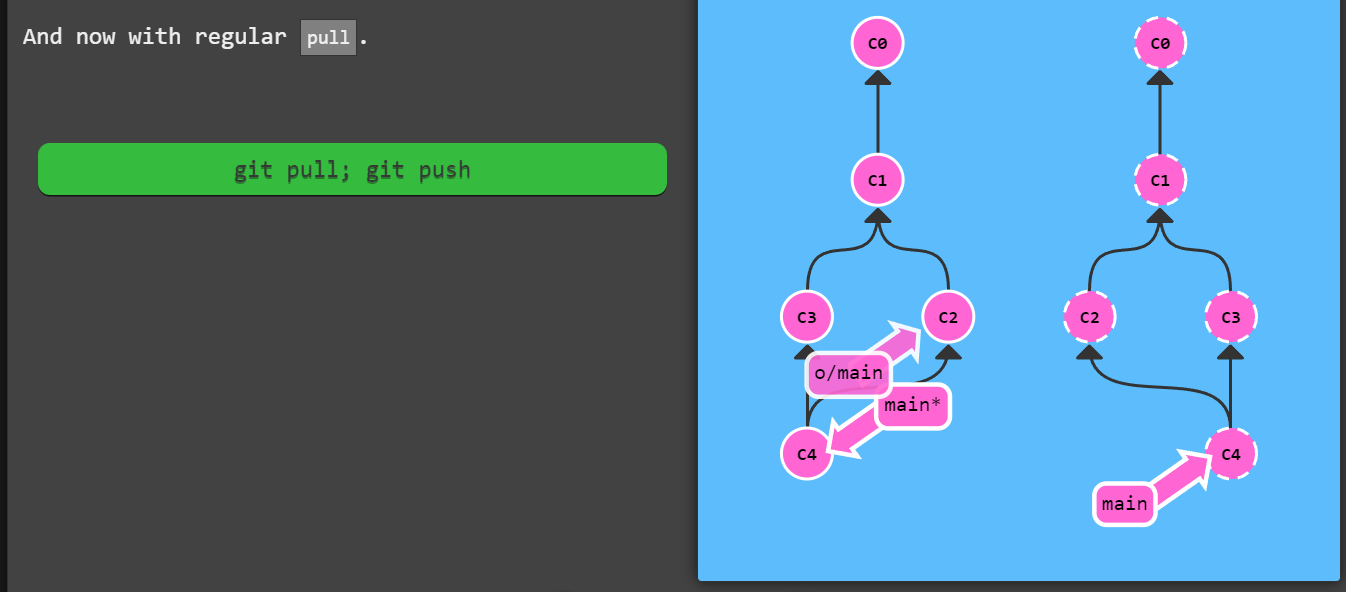 And now with regular pull.
git pull; git push
C0
C0
C1
C1
C3
C2
C2
C3
o/main
main*
C4
C4
main